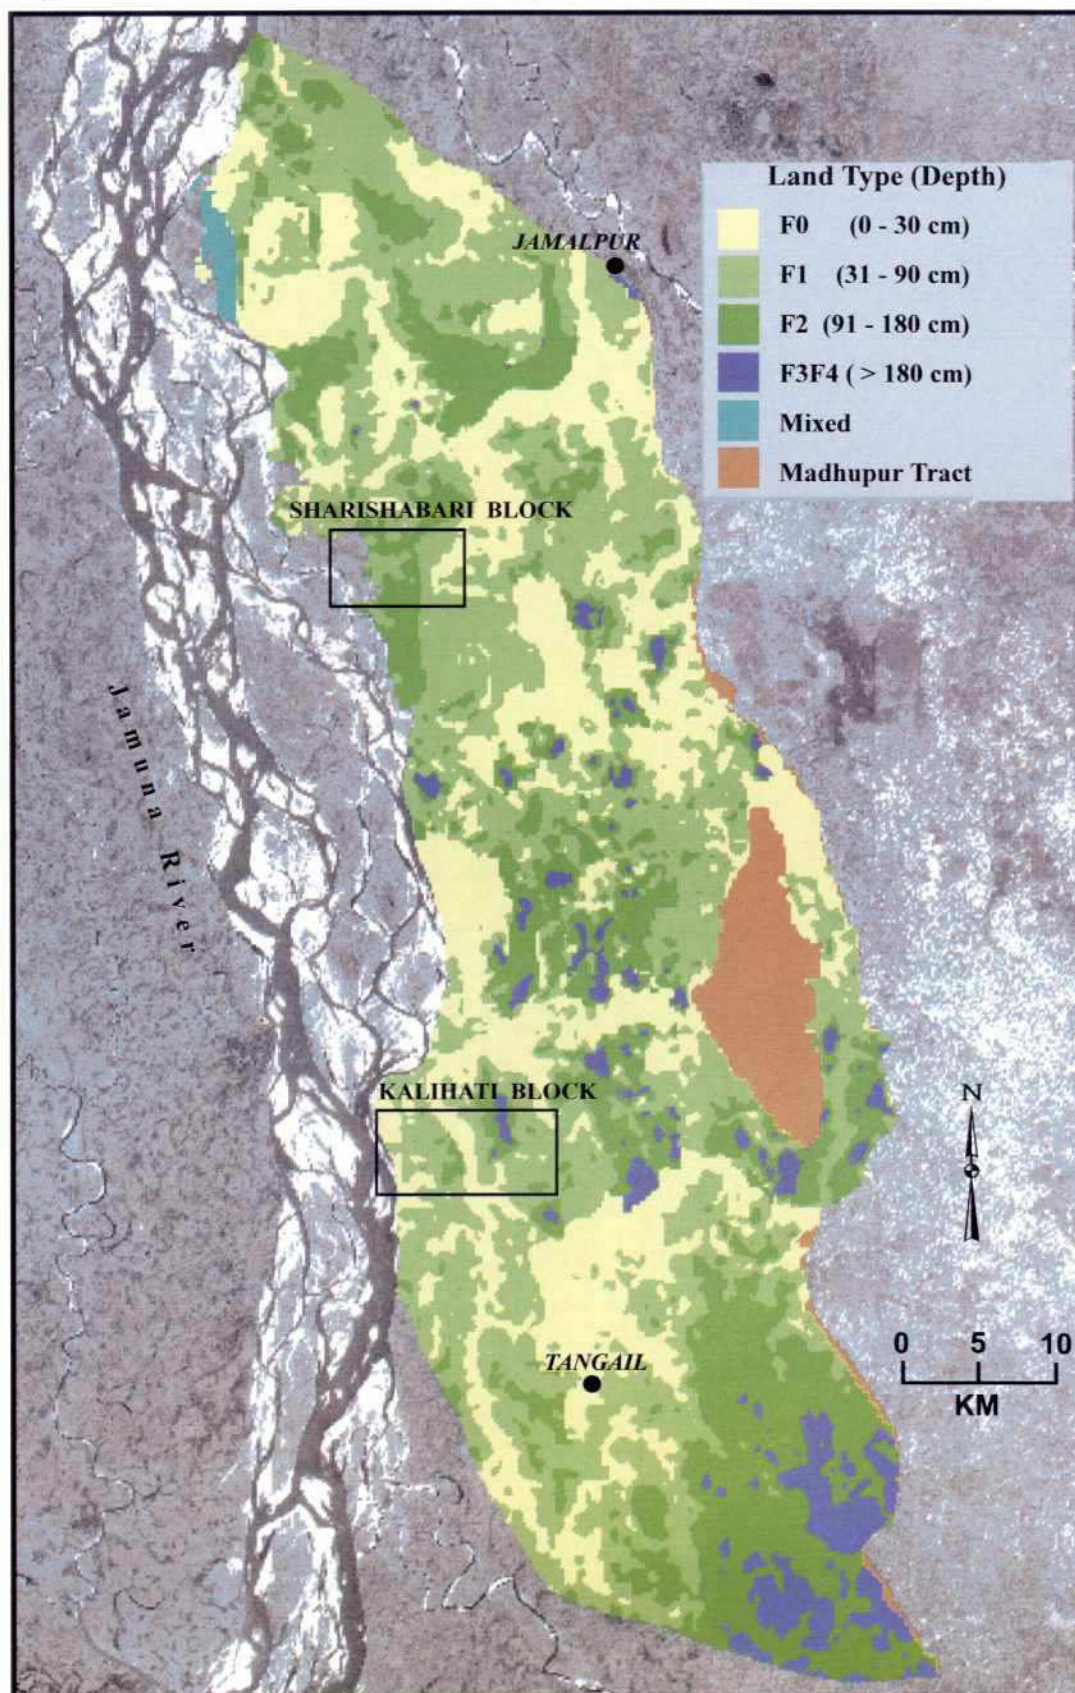 Land Type (Depth)
F0 (0 - 30 cm)
JAMALPUR
F1 (31 - 90 cm)
F2 (91 - 180 cm)
F3F4 ( > 180 cm)
Mixed
Madhupur Tract
SHARISHABARI BLOCK
Jamuna River
KALIHATI BLOCK
N
0 5 10
KM
TANGAIL